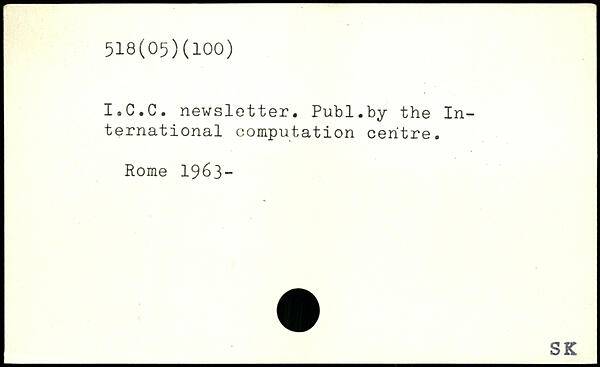 518(05)(100)
I.C.C. newsletter. Publ.by the In-
ternational computation centre.
Rome 1963-
SK